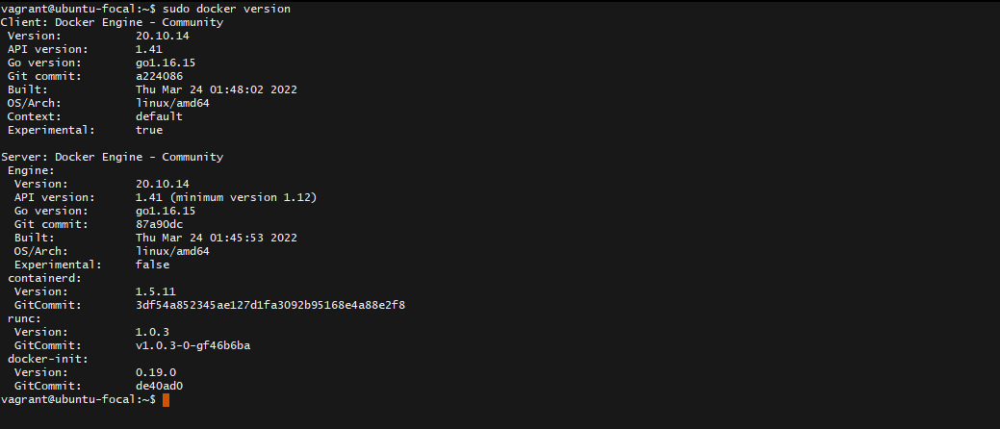 vagrant@ubuntu-focal:~$ sudo docker version
Client: Docker Engine - Community
 Version:           20.10.14
 API version:       1.41
 Go version:        go1.16.15
 Git commit:        a224086
 Built:             Thu Mar 24 01:48:02 2022
 OS/Arch:           linux/amd64
 Context:           default
 Experimental:      true

Server: Docker Engine - Community
 Engine:
  Version:          20.10.14
  API version:      1.41 (minimum version 1.12)
  Go version:       go1.16.15
  Git commit:       87a90dc
  Built:            Thu Mar 24 01:45:53 2022
  OS/Arch:          linux/amd64
  Experimental:     false
 containerd:
  Version:          1.5.11
  GitCommit:        3df54a852345ae127d1fa3092b95168e4a88e2f8
 runc:
  Version:          1.0.3
  GitCommit:        v1.0.3-0-gf46b6ba
 docker-init:
  Version:          0.19.0
  GitCommit:        de40ad0
vagrant@ubuntu-focal:~$